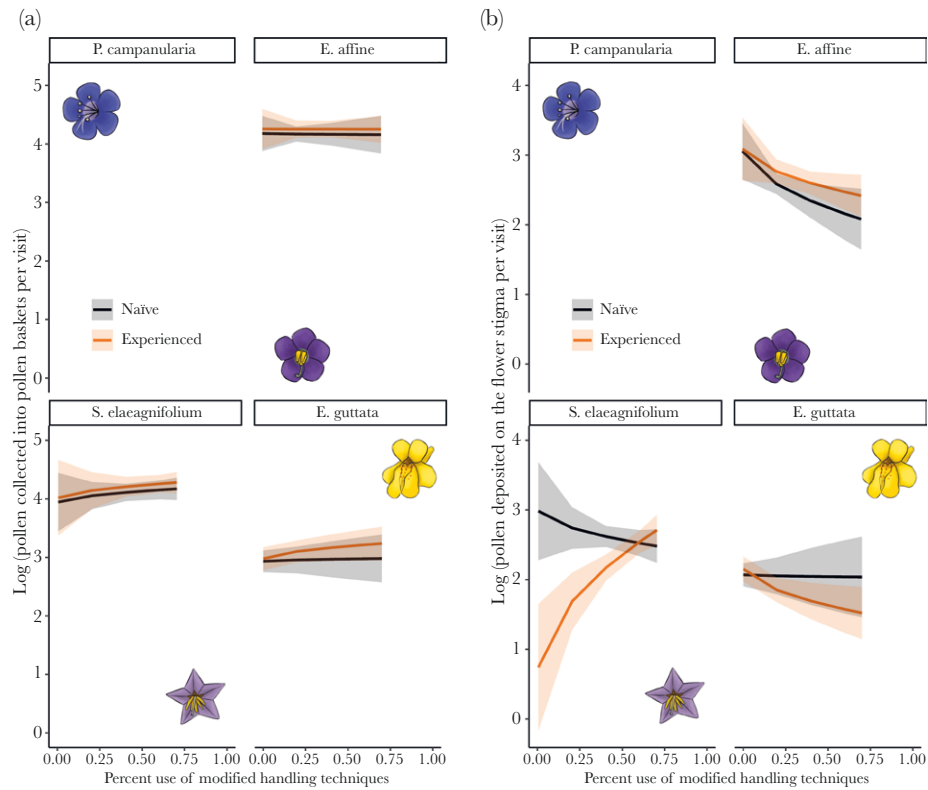 (a)
P. campanularia
E. affine
5
4
3
2
1
0
Naïve
Experienced
S. elaeagnifolium
E. guttata
5
4
3
2
1
0
0.00 0.25 0.50 0.75 1.00
0.00 0.25 0.50 0.75 1.00
Percent use of modified handling techniques
Log (pollen collected into pollen baskets per visit)
(b)
P. campanularia
E. affine
4
3
2
1
0
Naïve
Experienced
S. elaeagnifolium
E. guttata
4
3
2
1
0
0.00 0.25 0.50 0.75 1.00
0.00 0.25 0.50 0.75 1.00
Percent use of modified handling techniques
Log (pollen deposited on the flower stigma per visit)